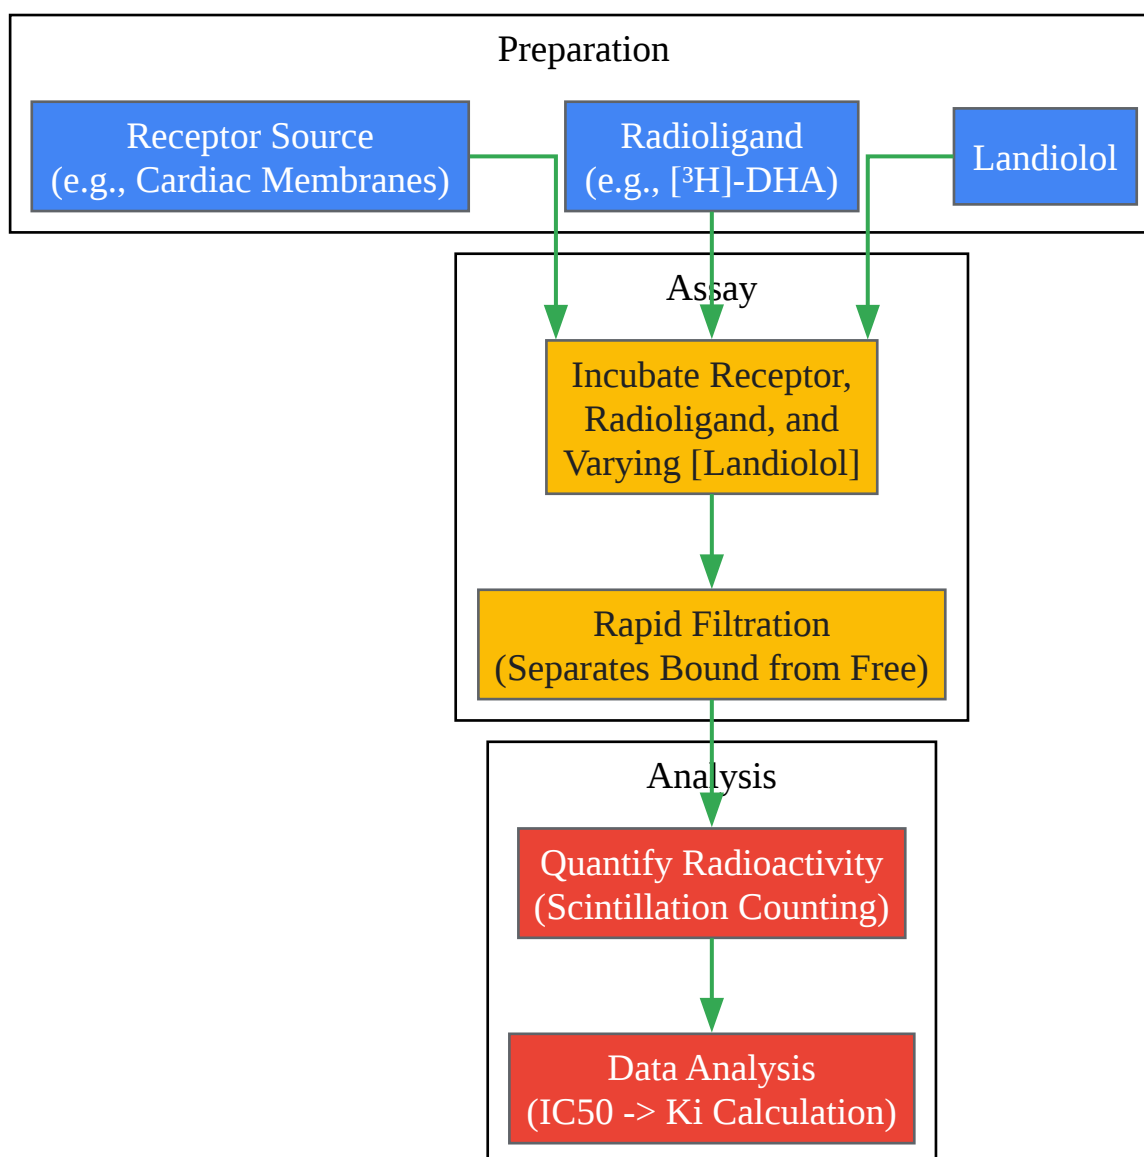 Preparation
Receptor Source
(e.g., Cardiac Membranes)
Radioligand
(e.g., [³H]-DHA)
Landiolol
Assay
Incubate Receptor,
Radioligand, and
Varying [Landiolol]
Rapid Filtration
(Separates Bound from Free)
Analysis
Quantify Radioactivity
(Scintillation Counting)
Data Analysis
(IC50 -> Ki Calculation)